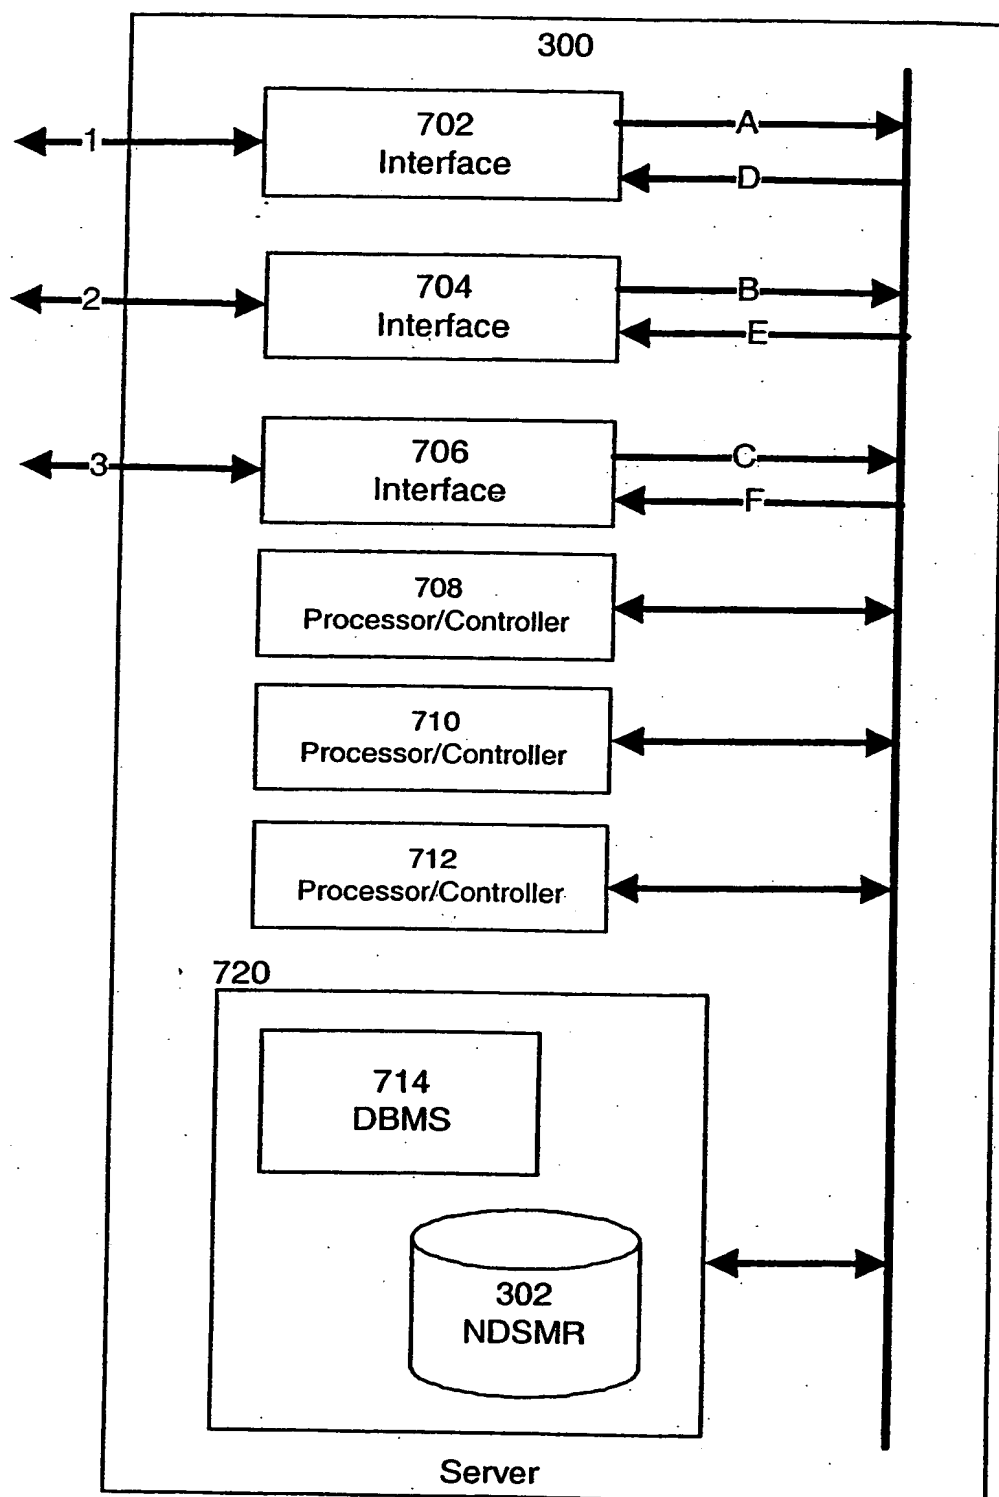 300
702
Interface
1
A
D
704
Interface
2
B
E
706
Interface
3
C
F
708
Processor/Controller
710
Processor/Controller
712
Processor/Controller
720
714
DBMS
302
NDSMR
Server